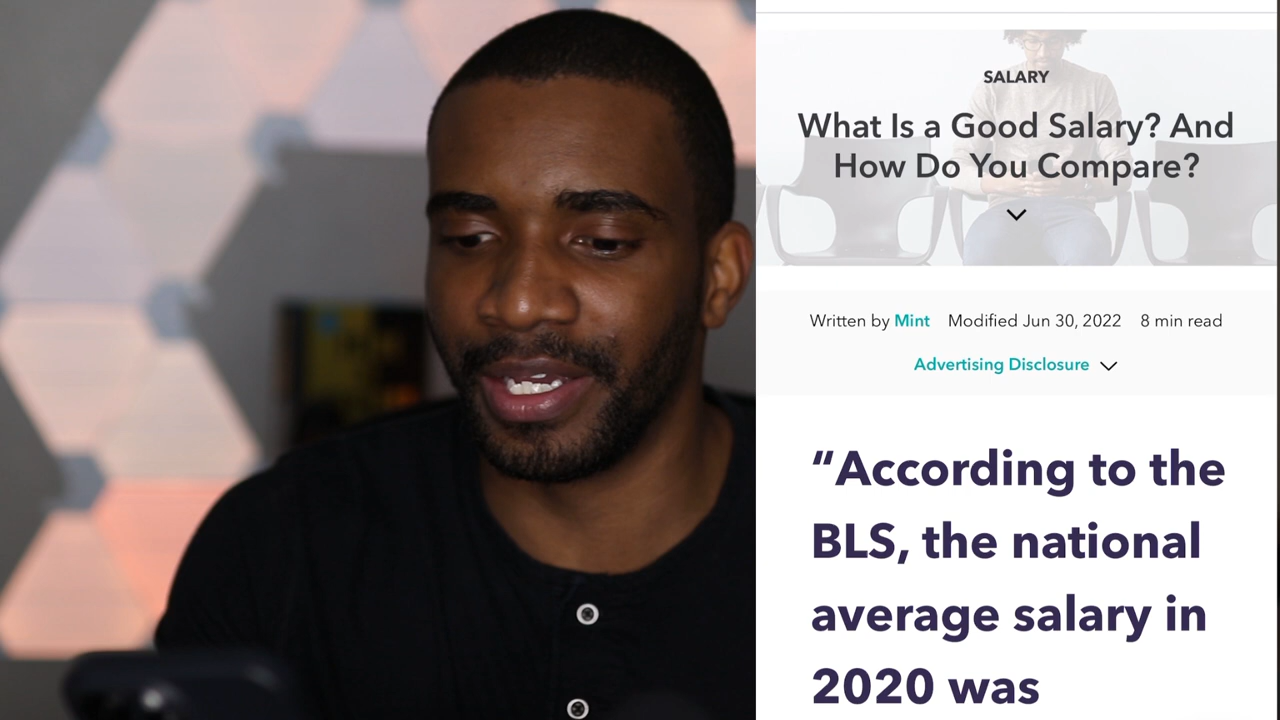 SALARY
What Is a Good Salary? And
How Do You Compare?
Written by Mint Modified Jun 30, 2022 8 min read
Advertising Disclosure
“According to the
BLS, the national
average salary in
2020 was